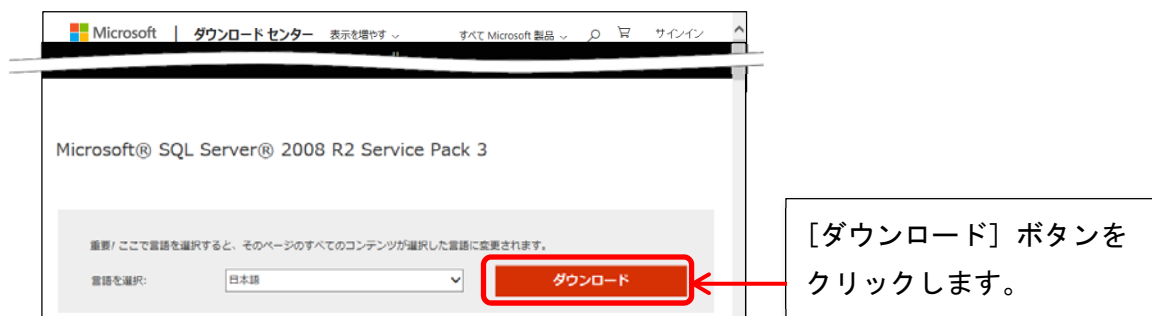 Microsoft | ダウンロード センター 表示を増やす すべて Microsoft 製品 サインイン
Microsoft® SQL Server® 2008 R2 Service Pack 3
重要! ここで言語を選択すると、そのページのすべてのコンテンツが選択した言語に変更されます。
言語を選択: 日本語 ダウンロード
[ダウンロード] ボタンを
クリックします。